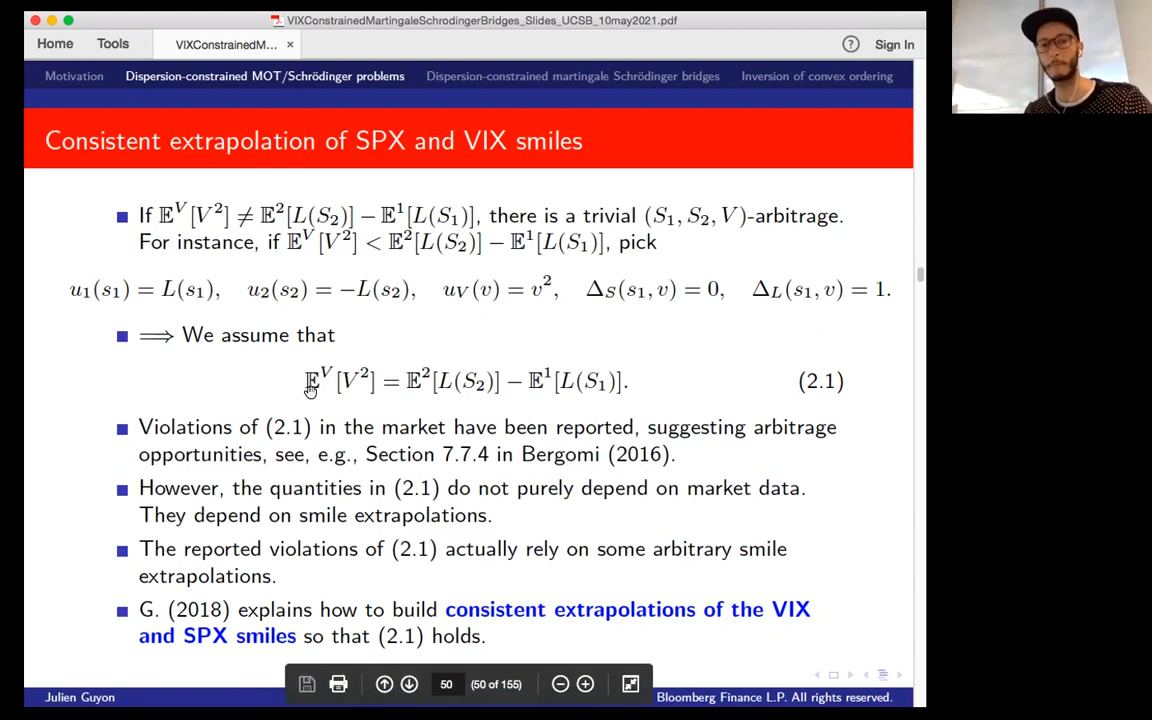 VIXConstrainedMartingaleSchrodingerBridges_Slides_UCSB_10may2021.pdf
Home Tools VIXConstrainedM... × ? Sign In
Motivation Dispersion-constrained MOT/Schrödinger problems Dispersion-constrained martingale Schrödinger bridges Inversion of convex ordering
Consistent extrapolation of SPX and VIX smiles
If 𝔼^V[V^2] ≠ 𝔼^2[L(S_2)] − 𝔼^1[L(S_1)], there is a trivial (S_1, S_2, V)-arbitrage.
For instance, if 𝔼^V[V^2] < 𝔼^2[L(S_2)] − 𝔼^1[L(S_1)], pick
u_1(s_1) = L(s_1), u_2(s_2) = −L(s_2), u_V(v) = v^2, Δ_S(s_1, v) = 0, Δ_L(s_1, v) = 1.
⟹ We assume that
𝔼^V[V^2] = 𝔼^2[L(S_2)] − 𝔼^1[L(S_1)]. (2.1)
Violations of (2.1) in the market have been reported, suggesting arbitrage
opportunities, see, e.g., Section 7.7.4 in Bergomi (2016).
However, the quantities in (2.1) do not purely depend on market data.
They depend on smile extrapolations.
The reported violations of (2.1) actually rely on some arbitrary smile
extrapolations.
G. (2018) explains how to build consistent extrapolations of the VIX
and SPX smiles so that (2.1) holds.
50 (50 of 155)
Julien Guyon Bloomberg Finance L.P. All rights reserved.